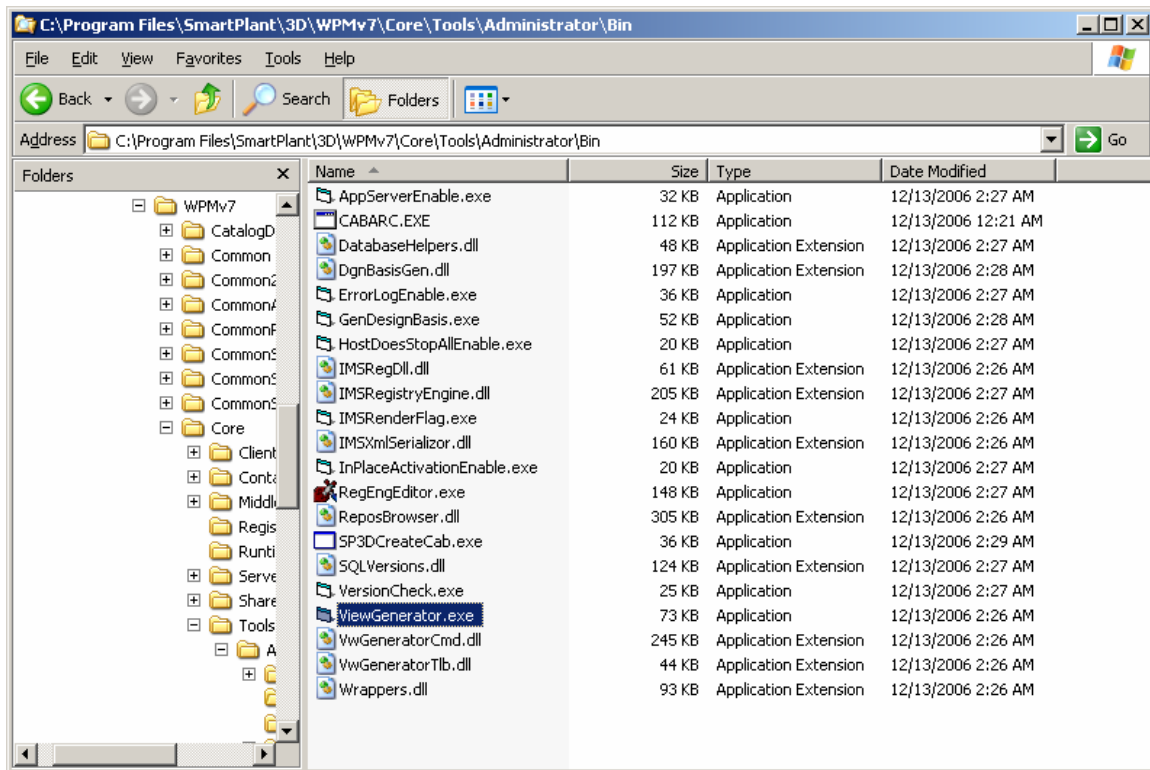 C:\Program Files\SmartPlant\3D\WPMv7\Core\Tools\Administrator\Bin
File Edit View Favorites Tools Help
Back Search Folders
Address C:\Program Files\SmartPlant\3D\WPMv7\Core\Tools\Administrator\Bin Go
Folders
WPMv7
CatalogD
Common
Common2
CommonA
CommonF
CommonS
CommonS
CommonS
Core
Client
Conta
Middl
Regis
Runti
Serve
Share
Tools
A
Name Size Type Date Modified
AppServerEnable.exe 32 KB Application 12/13/2006 2:27 AM
CABARC.EXE 112 KB Application 12/13/2006 12:21 AM
DatabaseHelpers.dll 48 KB Application Extension 12/13/2006 2:27 AM
DgnBasisGen.dll 197 KB Application Extension 12/13/2006 2:28 AM
ErrorLogEnable.exe 36 KB Application 12/13/2006 2:27 AM
GenDesignBasis.exe 52 KB Application 12/13/2006 2:28 AM
HostDoesStopAllEnable.exe 20 KB Application 12/13/2006 2:27 AM
IMSRegDll.dll 61 KB Application Extension 12/13/2006 2:26 AM
IMSRegistryEngine.dll 205 KB Application Extension 12/13/2006 2:27 AM
IMSRenderFlag.exe 24 KB Application 12/13/2006 2:26 AM
IMSXmlSerializor.dll 160 KB Application Extension 12/13/2006 2:26 AM
InPlaceActivationEnable.exe 20 KB Application 12/13/2006 2:27 AM
RegEngEditor.exe 148 KB Application 12/13/2006 2:27 AM
ReposBrowser.dll 305 KB Application Extension 12/13/2006 2:26 AM
SP3DCreateCab.exe 36 KB Application 12/13/2006 2:29 AM
SQLVersions.dll 124 KB Application Extension 12/13/2006 2:27 AM
VersionCheck.exe 25 KB Application 12/13/2006 2:27 AM
ViewGenerator.exe 73 KB Application 12/13/2006 2:26 AM
VwGeneratorCmd.dll 245 KB Application Extension 12/13/2006 2:26 AM
VwGeneratorTlb.dll 44 KB Application Extension 12/13/2006 2:26 AM
Wrappers.dll 93 KB Application Extension 12/13/2006 2:26 AM